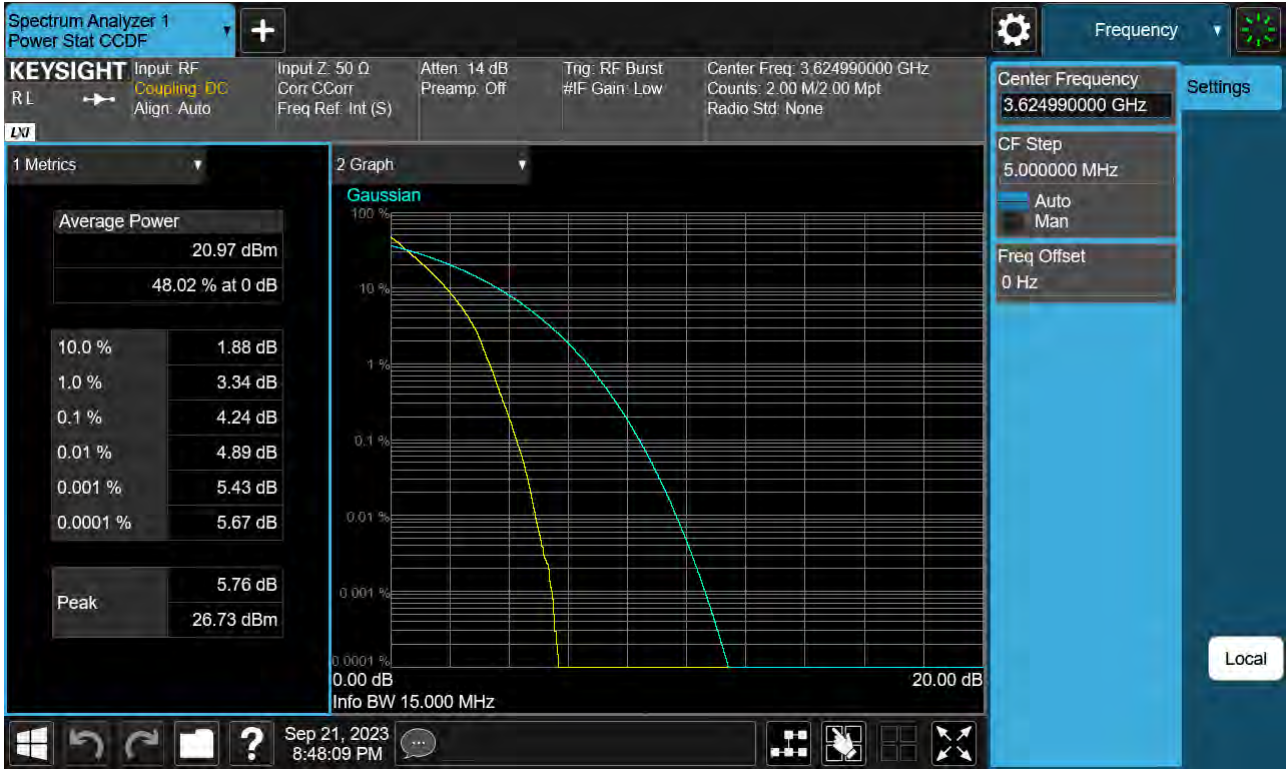 Spectrum Analyzer 1
Power Stat CCDF
Frequency
KEYSIGHT
RL
LXI
Input: RF
Coupling: DC
Align: Auto
Input Z: 50 Ω
Corr CCorr
Freq Ref: Int (S)
Atten: 14 dB
Preamp: Off
Trig: RF Burst
#IF Gain: Low
Center Freq: 3.624990000 GHz
Counts: 2.00 M/2.00 Mpt
Radio Std: None
Center Frequency
3.624990000 GHz
Settings
CF Step
5.000000 MHz
Auto
Man
Freq Offset
0 Hz
Local
1 Metrics
Average Power
20.97 dBm
48.02 % at 0 dB
10.0 % 1.88 dB
1.0 % 3.34 dB
0.1 % 4.24 dB
0.01 % 4.89 dB
0.001 % 5.43 dB
0.0001 % 5.67 dB
Peak
5.76 dB
26.73 dBm
2 Graph
Gaussian
100 %
10 %
1 %
0.1 %
0.01 %
0.001 %
0.0001 %
0.00 dB 20.00 dB
Info BW 15.000 MHz
?
Sep 21, 2023
8:48:09 PM